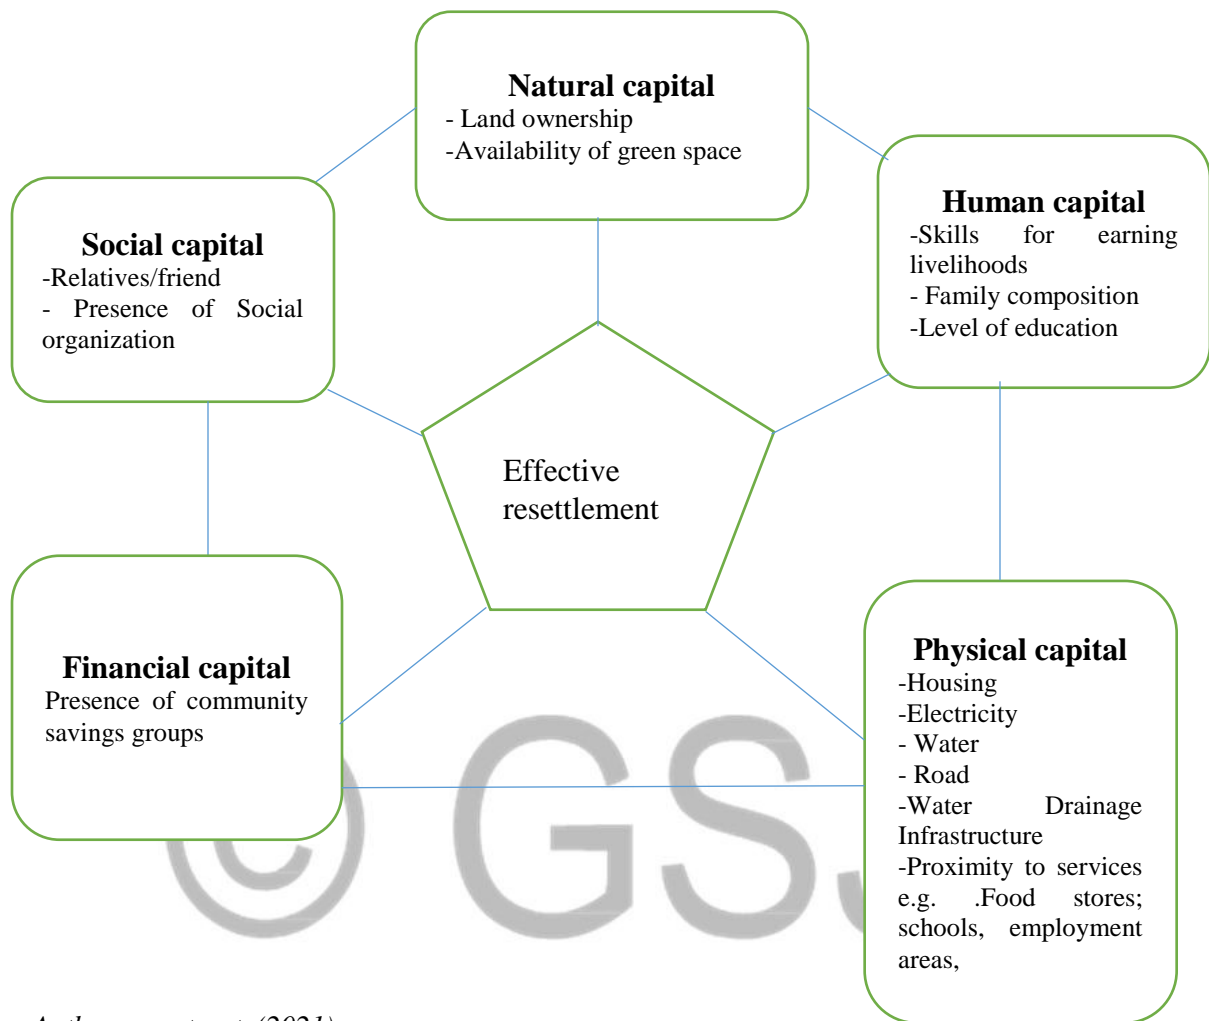 Natural capital
- Land ownership
-Availability of green space
Human capital
-Skills for earning
livelihoods
- Family composition
-Level of education
Social capital
-Relatives/friend
- Presence of Social
organization
Effective
resettlement
Financial capital
Presence of community
savings groups
Physical capital
-Housing
-Electricity
- Water
- Road
-Water Drainage
Infrastructure
-Proximity to services
e.g. .Food stores;
schools, employment
areas,
© GSJ
(2021)